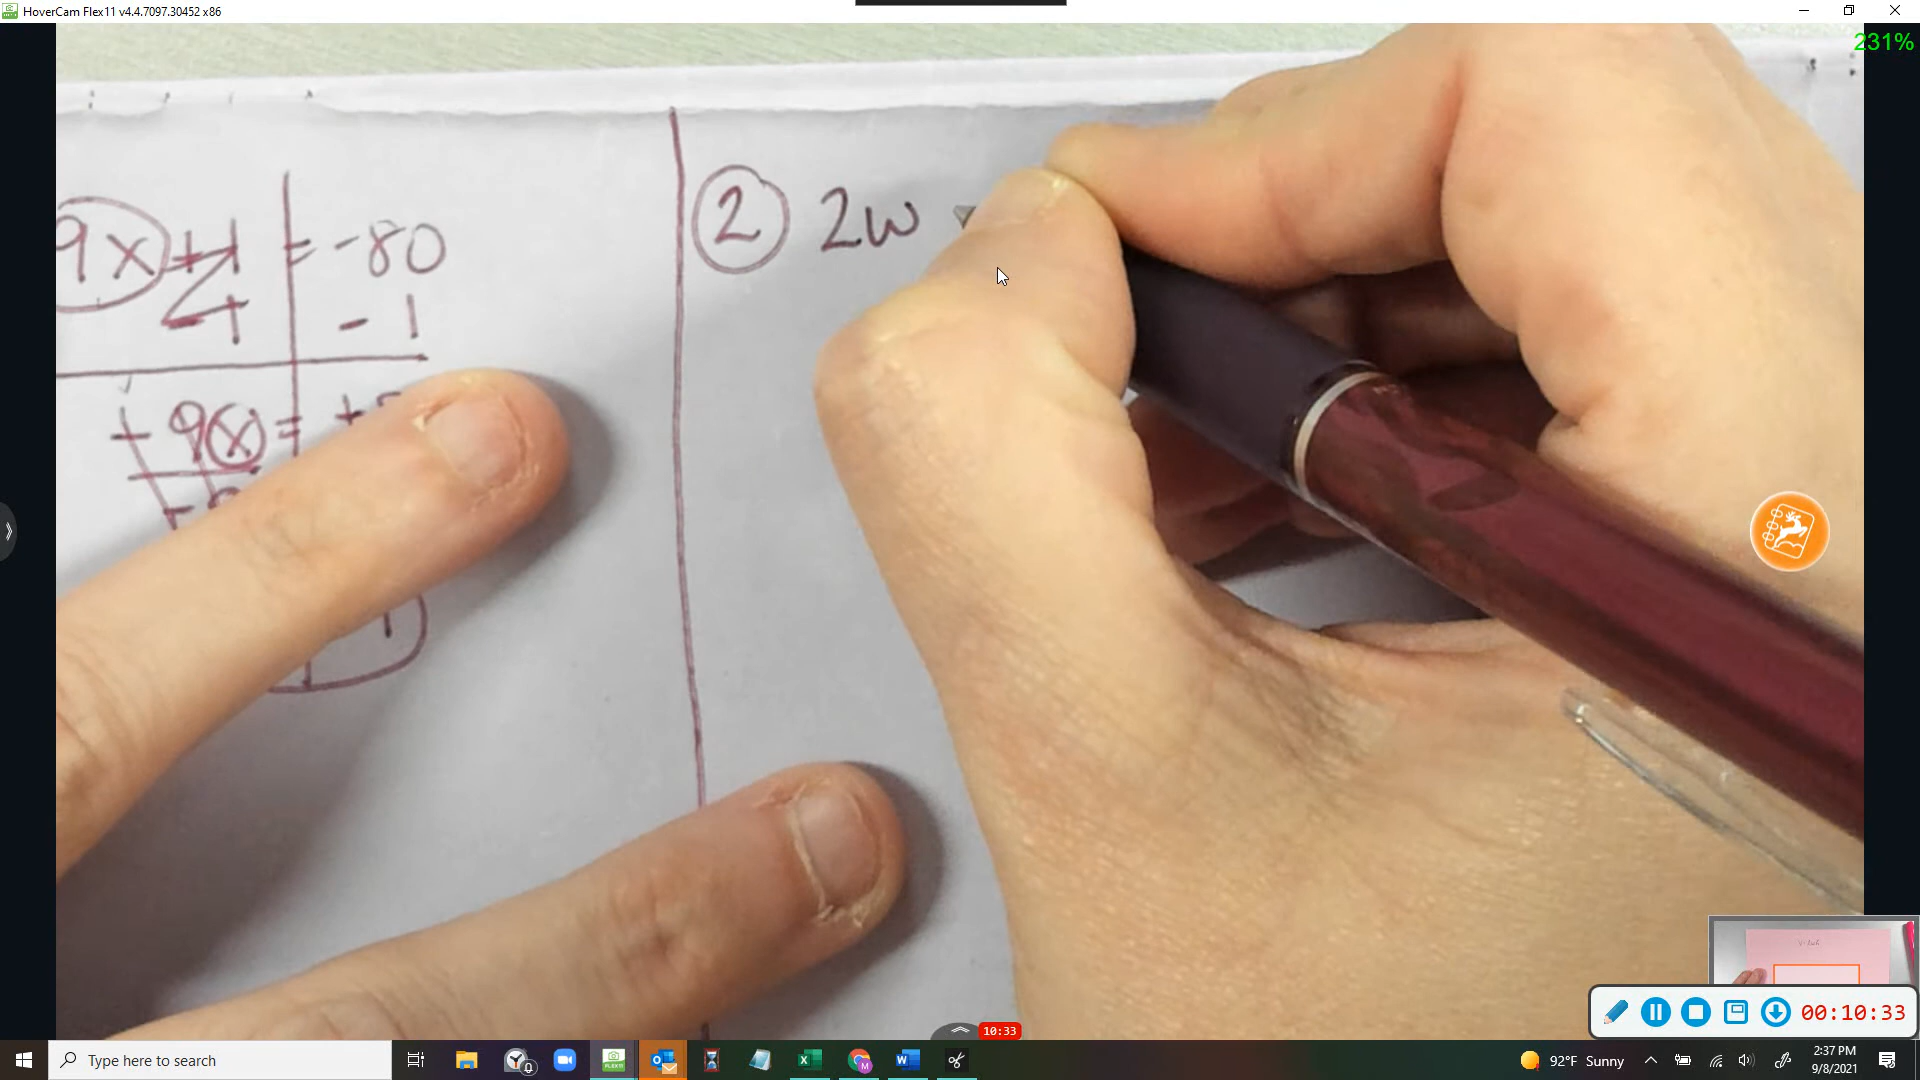 HoverCam Flex11 v4.4.7097.30452 x86
231%
9x + 1 = -80
- 1 - 1
9x =
2 2w
10:33
00:10:33
Type here to search
92°F Sunny
2:37 PM
9/8/2021